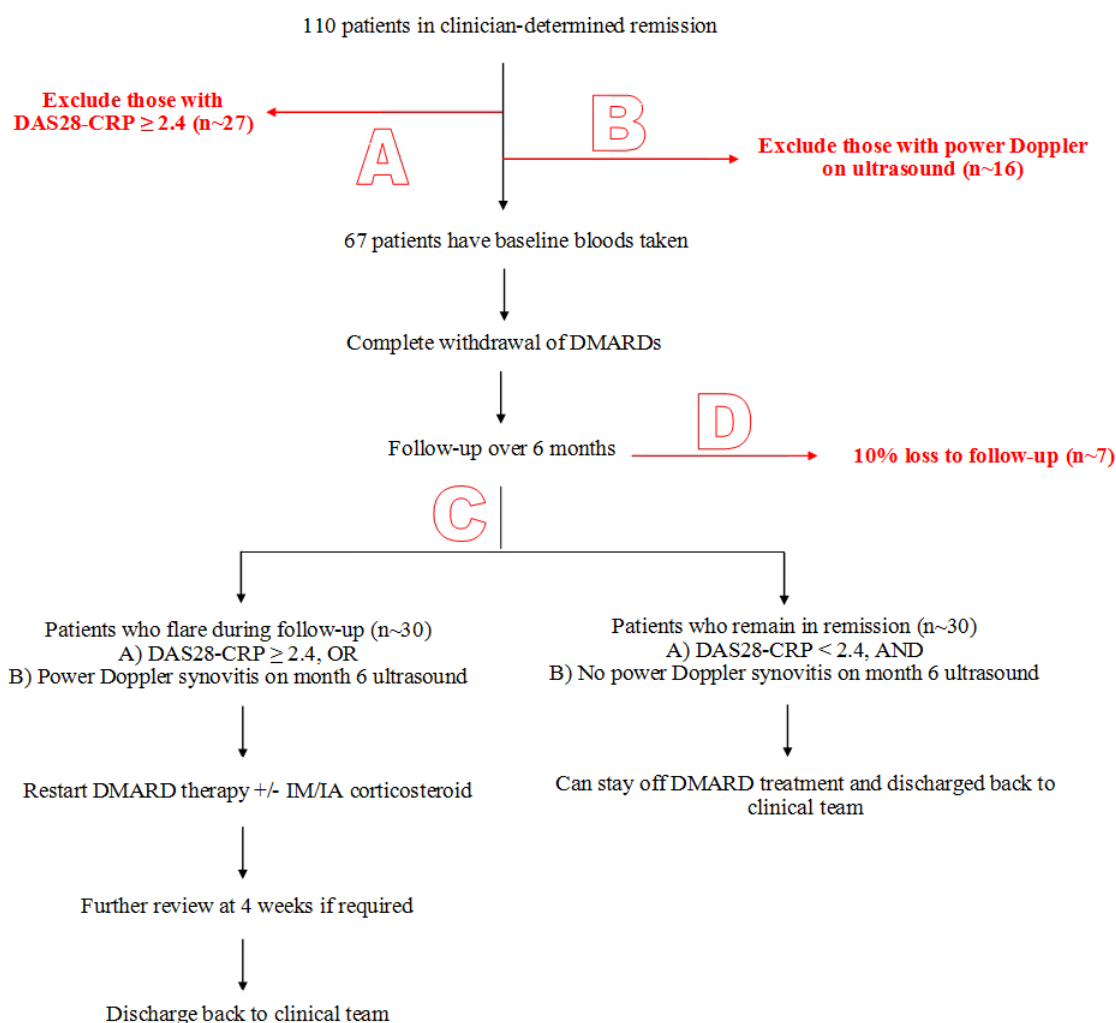 110 patients in clinician-determined remission
Exclude those with
DAS28-CRP ≥ 2.4 (n~27)
A
B
Exclude those with power Doppler
on ultrasound (n~16)
67 patients have baseline bloods taken
Complete withdrawal of DMARDs
Follow-up over 6 months
D
10% loss to follow-up (n~7)
C
Patients who flare during follow-up (n~30)
A) DAS28-CRP ≥ 2.4, OR
B) Power Doppler synovitis on month 6 ultrasound
Patients who remain in remission (n~30)
A) DAS28-CRP < 2.4, AND
B) No power Doppler synovitis on month 6 ultrasound
Restart DMARD therapy +/- IM/IA corticosteroid
Can stay off DMARD treatment and discharged back to
clinical team
Further review at 4 weeks if required
Discharge back to clinical team